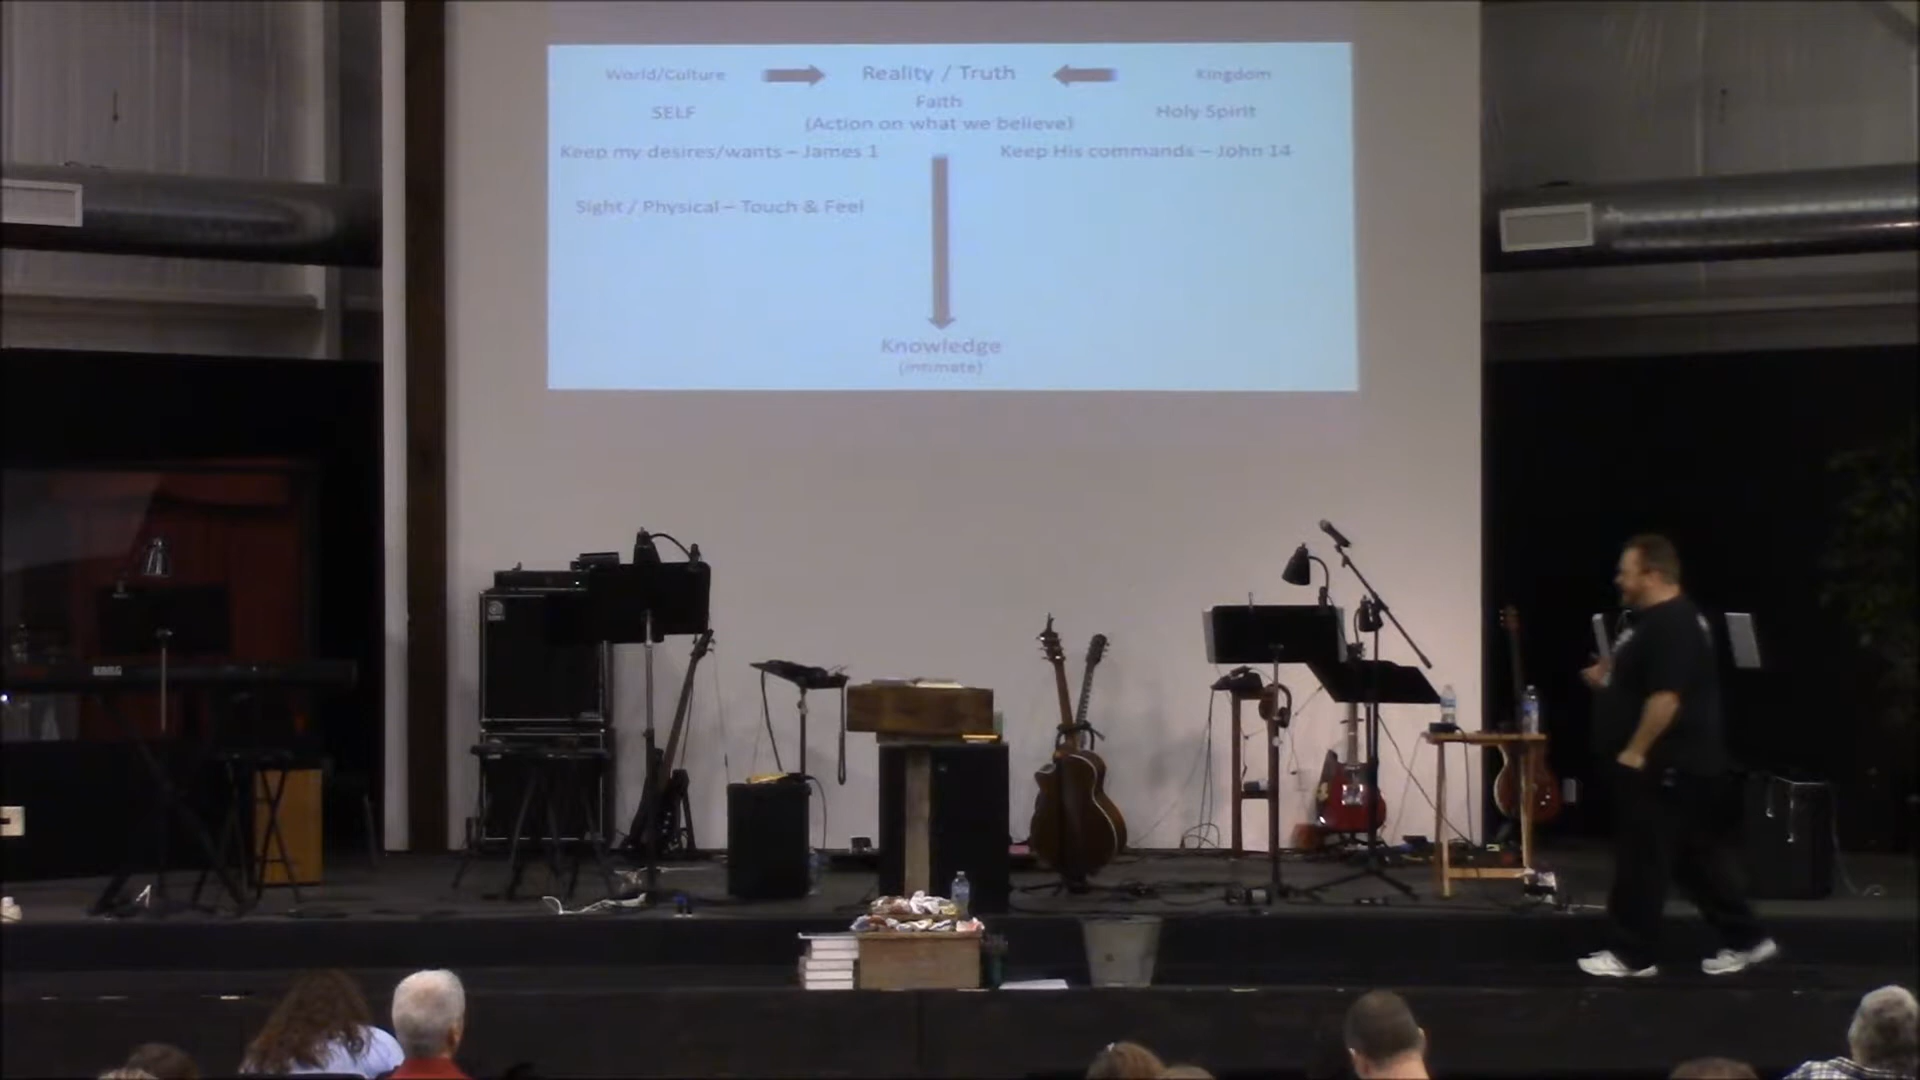 World/Culture Reality / Truth Kingdom
SELF Faith Holy Spirit
(Action on what we believe)
Keep my desires/wants – James 1 Keep His commands – John 14
Sight / Physical – Touch & Feel
Knowledge
(intimate)
KORG